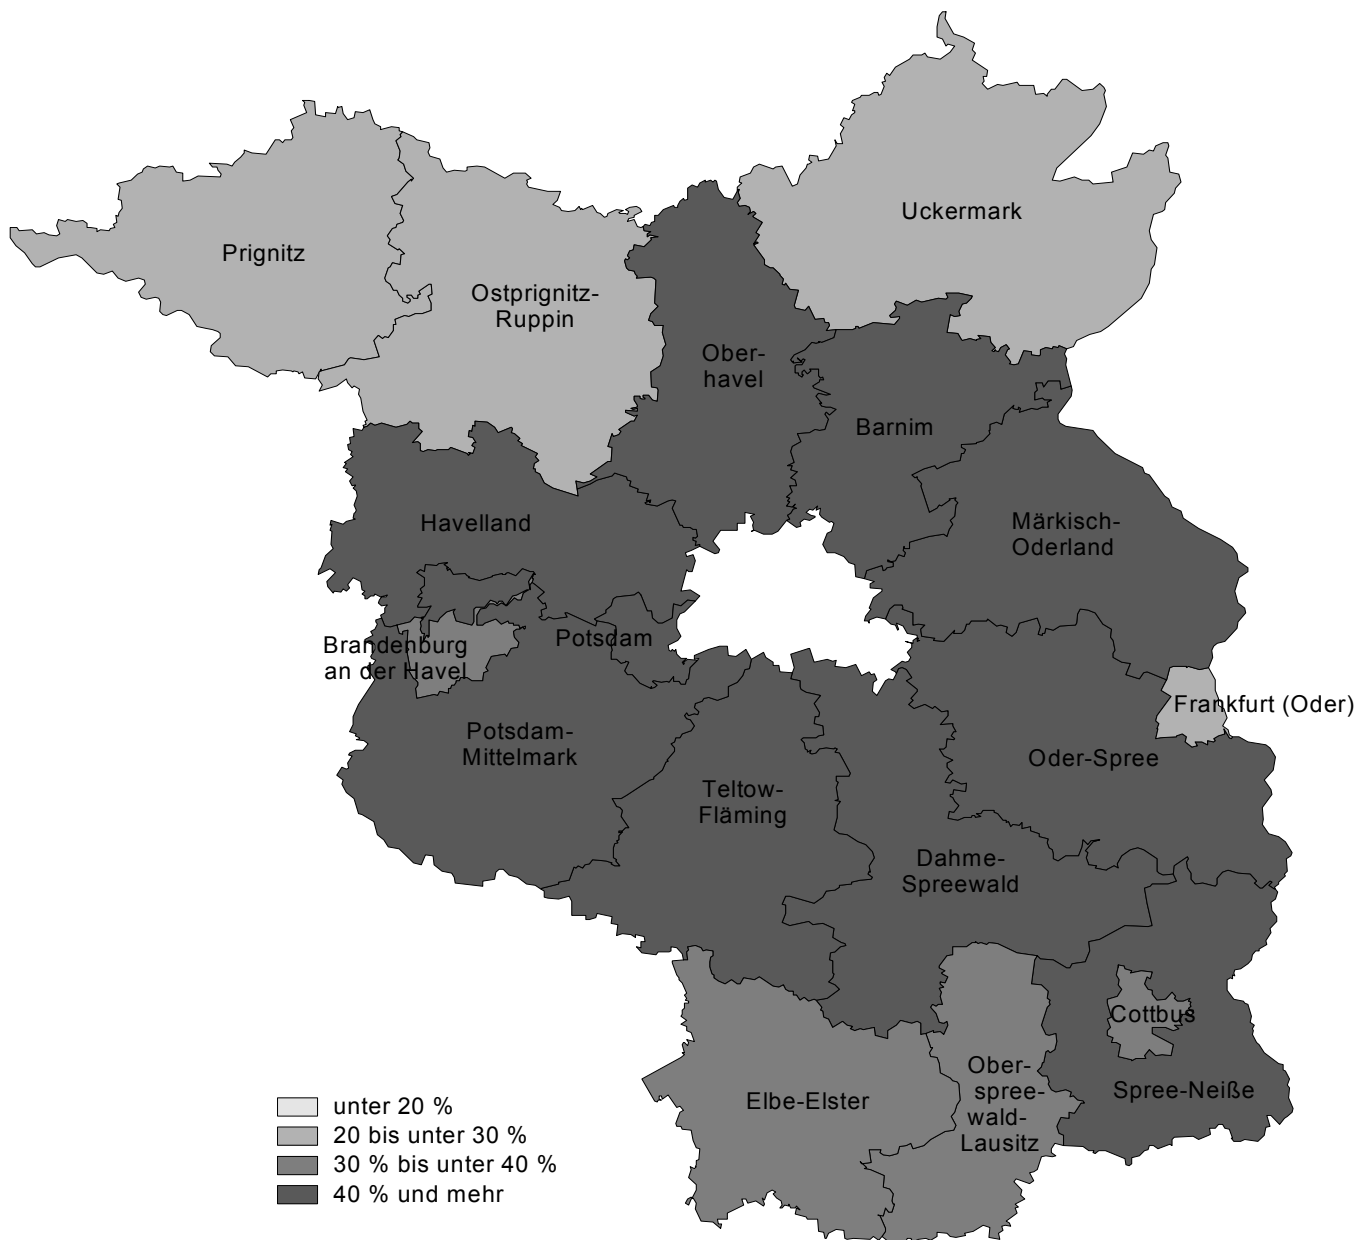 Uckermark
Prignitz
Ostprignitz-
Ruppin
Ober-
havel
Barnim
Havelland
Märkisch-
Oderland
Brandenburg
an der Havel
Potsdam
Frankfurt (Oder)
Potsdam-
Mittelmark
Oder-Spree
Teltow-
Fläming
Dahme-
Spreewald
Cottbus
Ober-
spree-
wald-
Lausitz
Spree-Neiße
Elbe-Elster
unter 20 %
20 bis unter 30 %
30 % bis unter 40 %
40 % und mehr